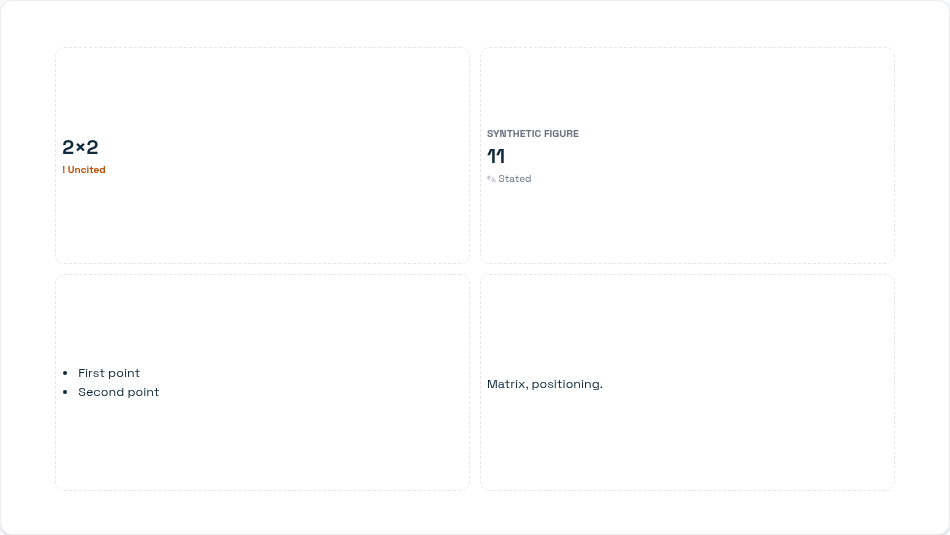 2×2
! Uncited
SYNTHETIC FIGURE
11
✎ Stated
• First point
• Second point
Matrix, positioning.